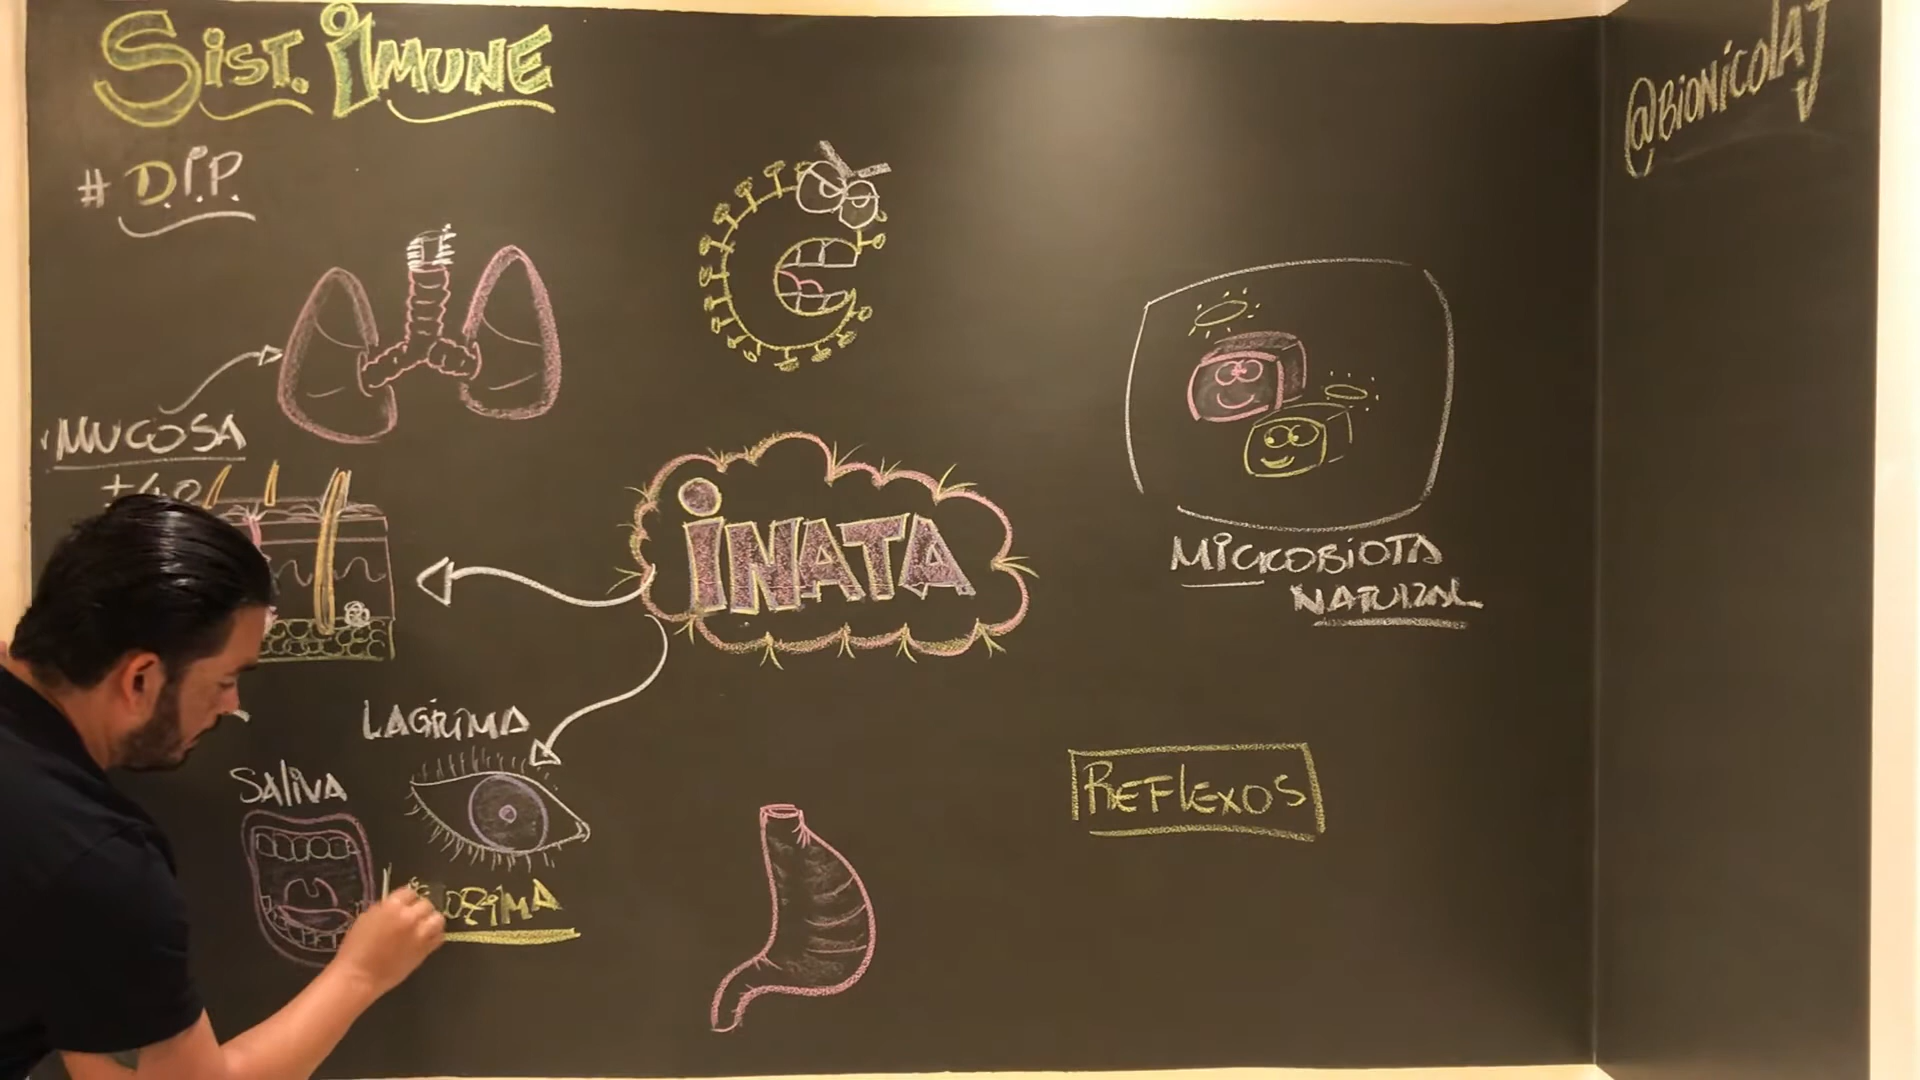 SIST. IMUNE
@BIONICOLAJ
# D.I.P.
MUCOSA
INATA
MICROBIOTA
NATURAL
LAGRIMA
SALIVA
REFLEXOS